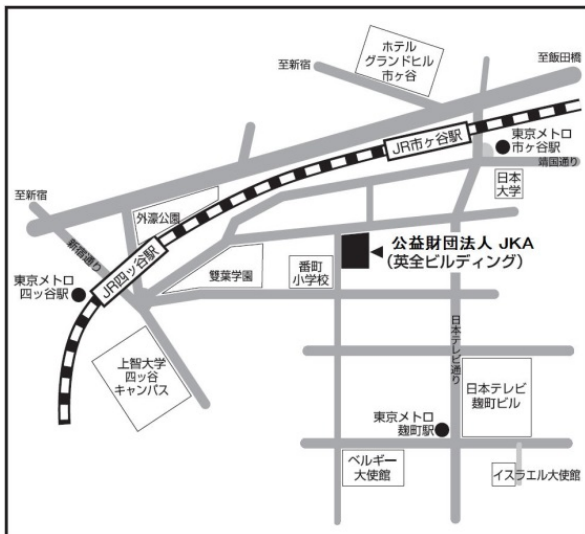 ホテル
グランドヒル
市ヶ谷
至新宿
至飯田橋
JR市ヶ谷駅
東京メトロ
市ヶ谷駅
靖国通り
日本
大学
至新宿
外濠公園
新宿通り
JR四ッ谷駅
東京メトロ
四ッ谷駅
雙葉学園
番町
小学校
公益財団法人 JKA
(英全ビルディング)
上智大学
四ッ谷
キャンパス
日本テレビ通り
日本テレビ
麹町ビル
東京メトロ
麹町駅
ベルギー
大使館
イスラエル大使館